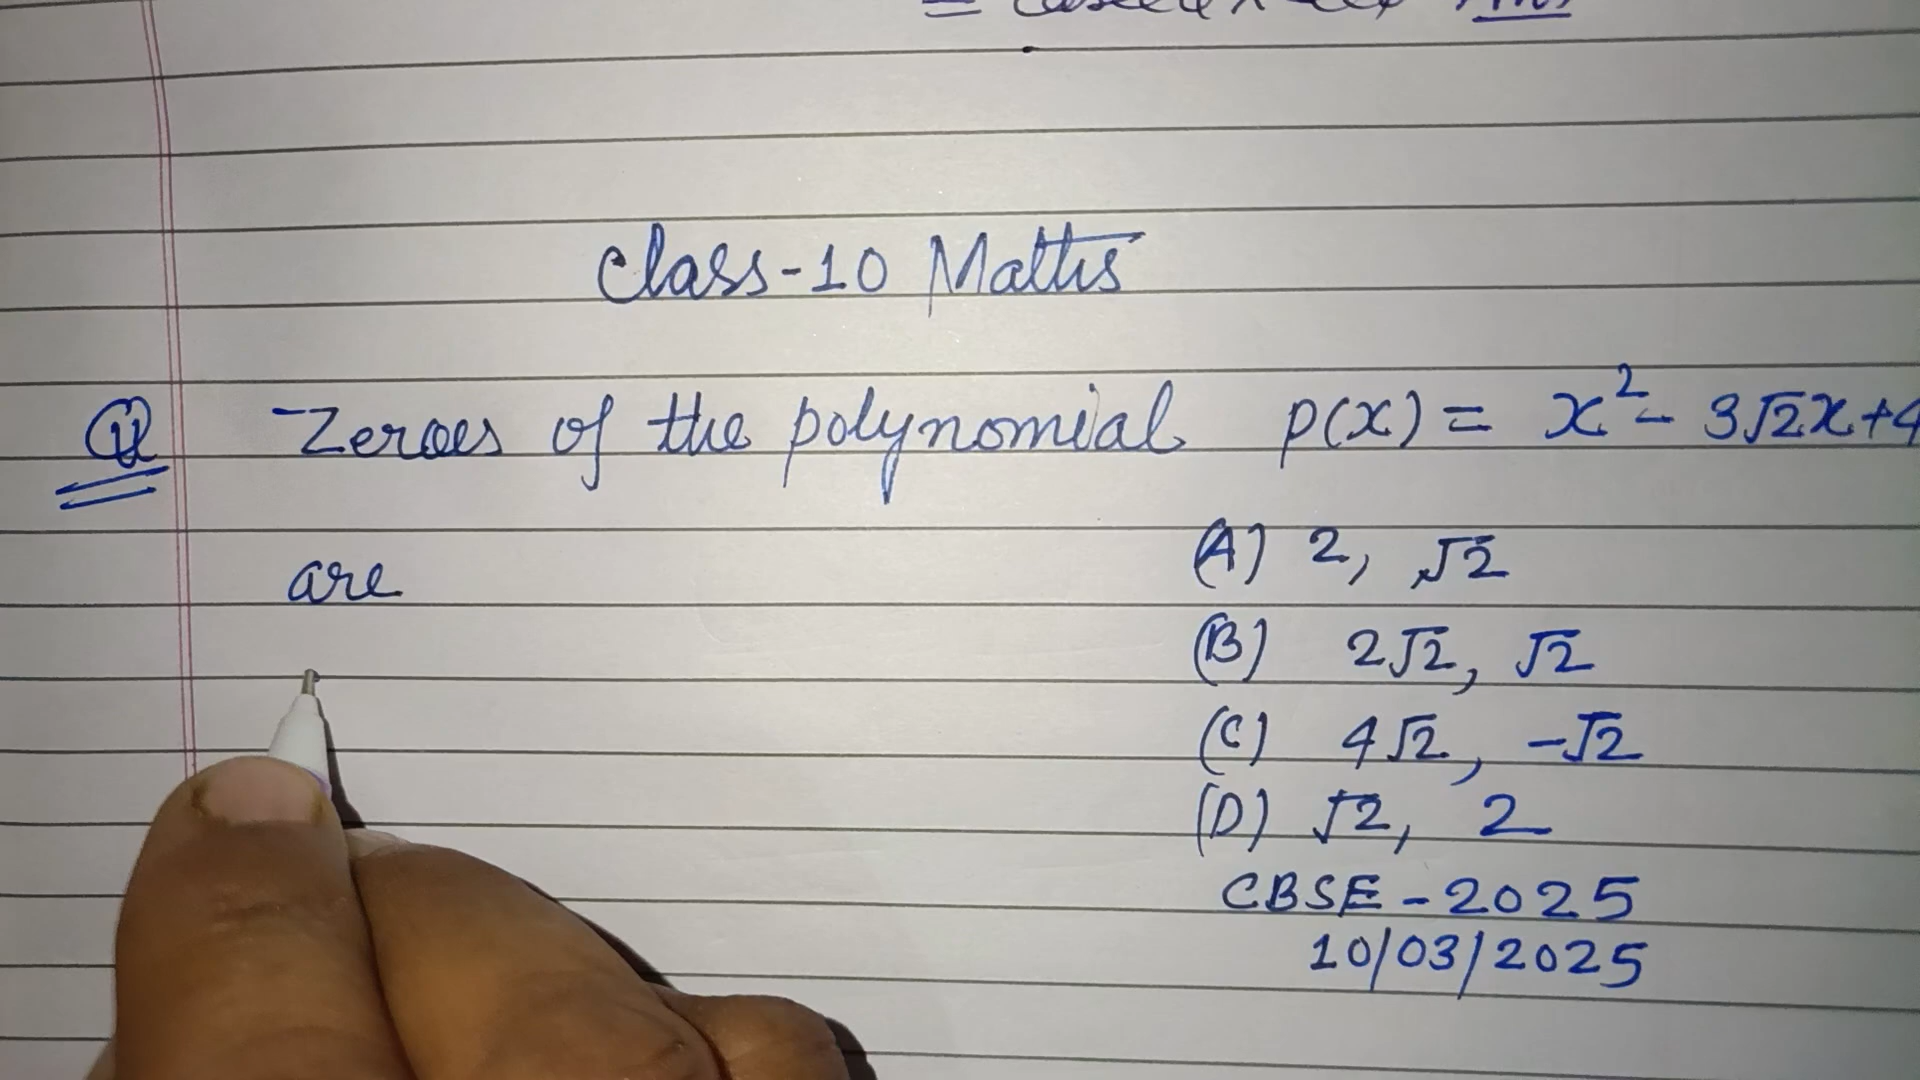 Class-10 Maths
Q Zeroes of the polynomial p(x) = x² - 3√2x+4
are
(A) 2, √2
(B) 2√2, √2
(C) 4√2, -√2
(D) √2, 2
CBSE - 2025
10/03/2025